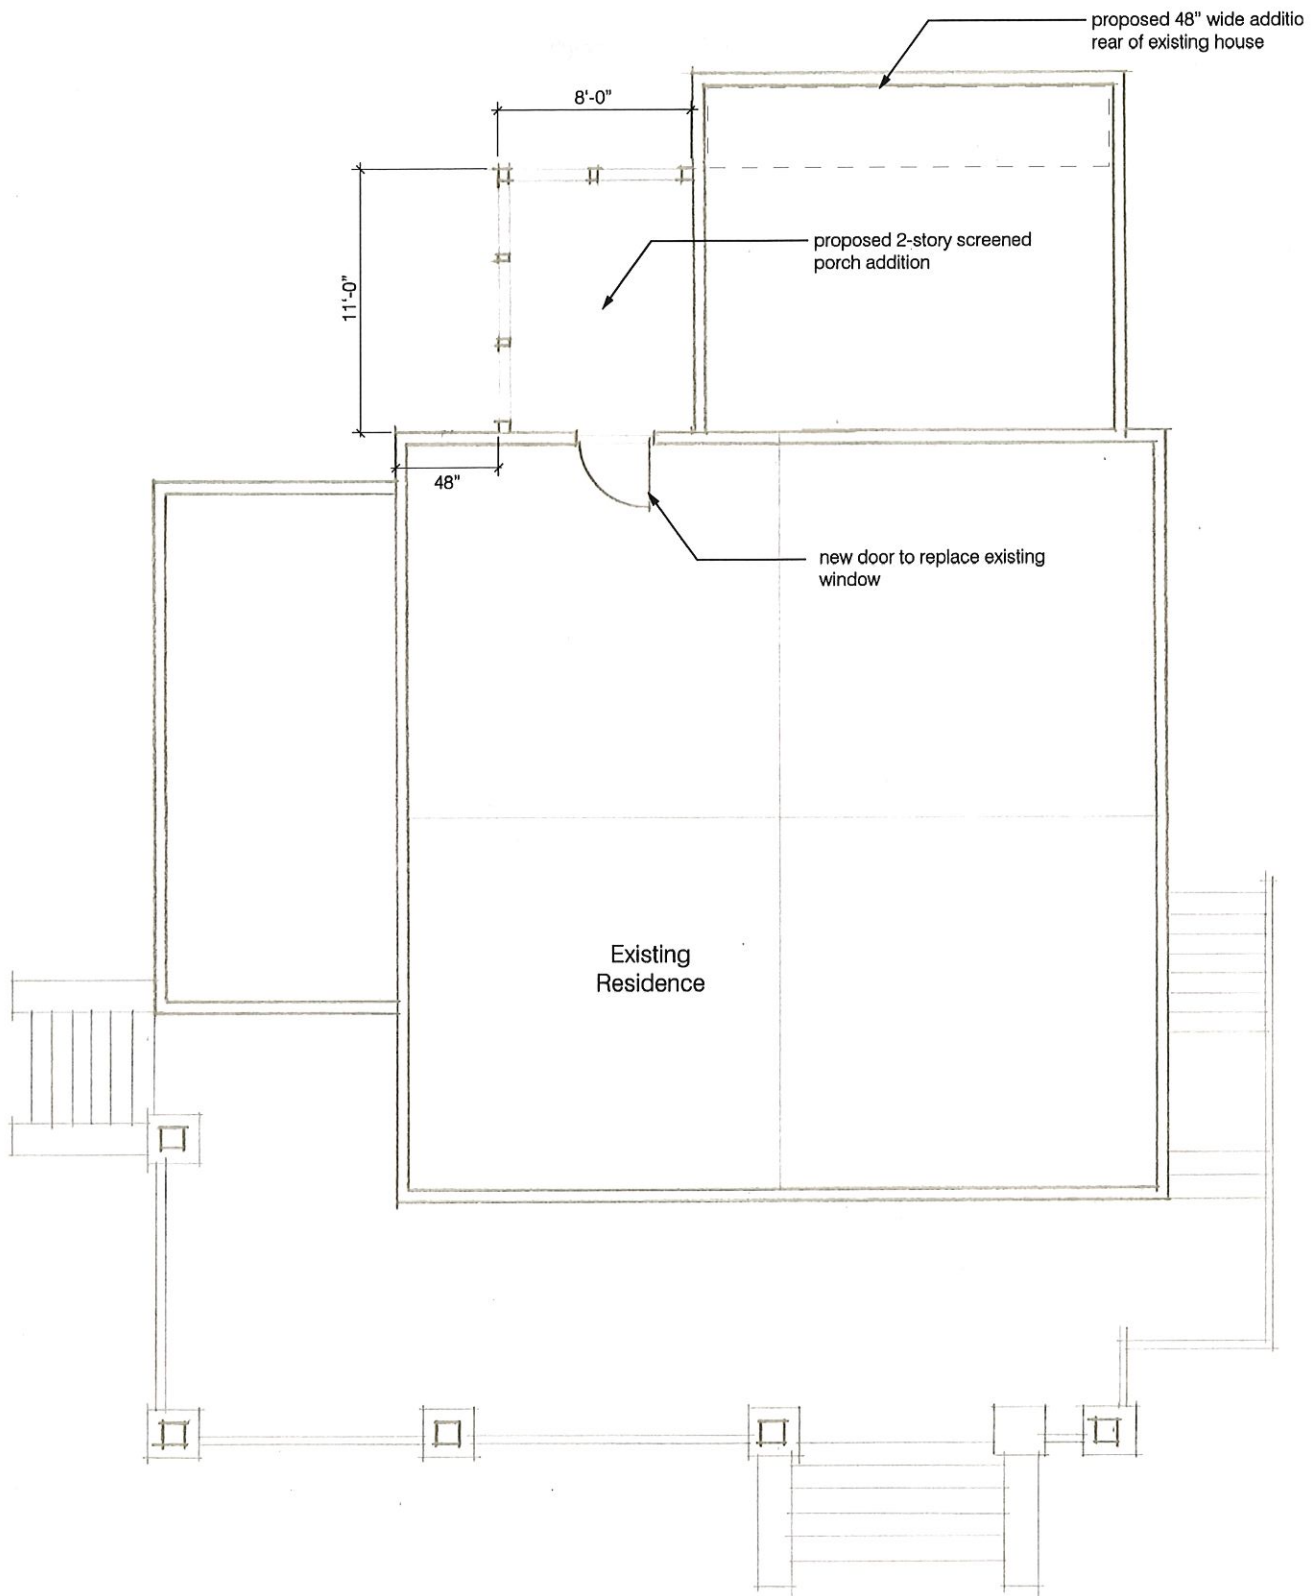 proposed 48" wide additio
rear of existing house
8'-0"
proposed 2-story screened
porch addition
11'-0"
48"
new door to replace existing
window
Existing
Residence